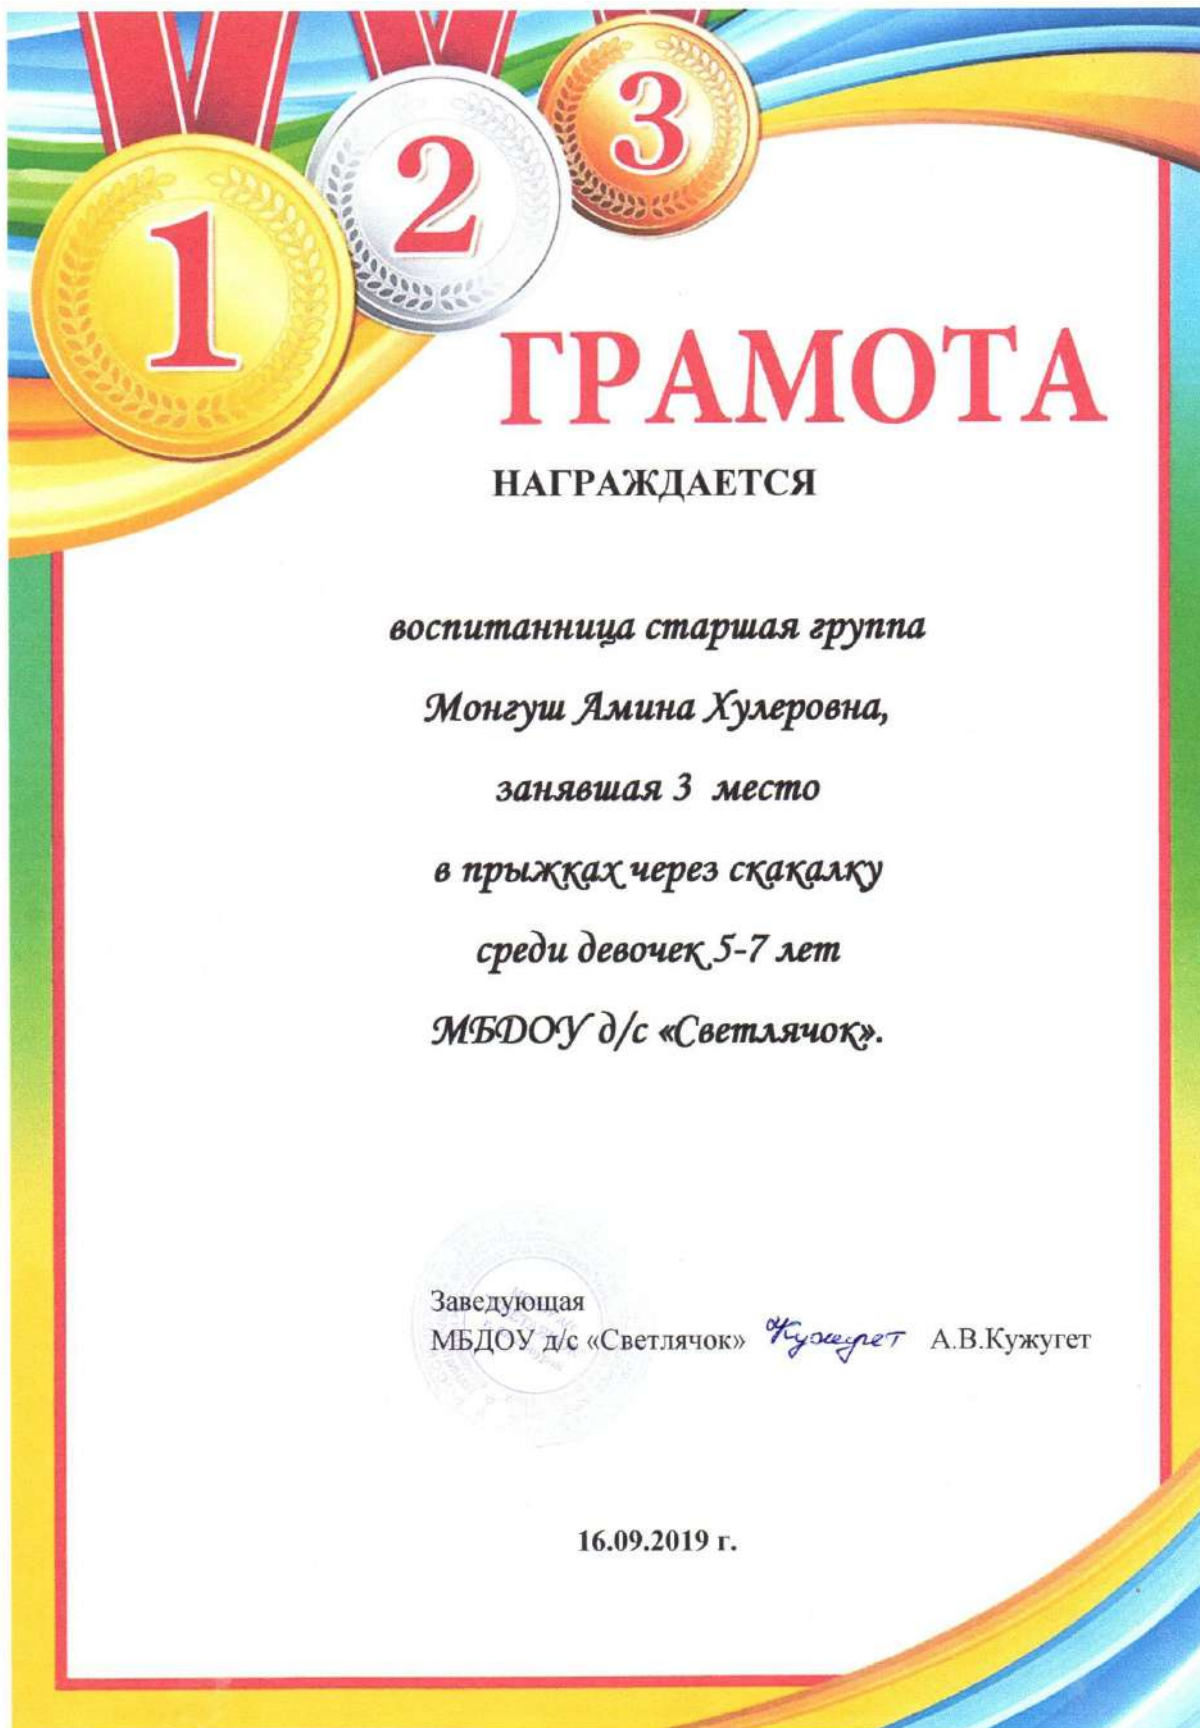 1
2
3
ГРАМОТА
НАГРАЖДАЕТСЯ
воспитанница старшая группа
Монгуш Амина Хулеровна,
занявшая 3 место
в прыжках через скакалку
среди девочек 5-7 лет
МБДОУ д/с «Светлячок».
Заведующая
МБДОУ д/с «Светлячок» Кужугет А.В.Кужугет
16.09.2019 г.